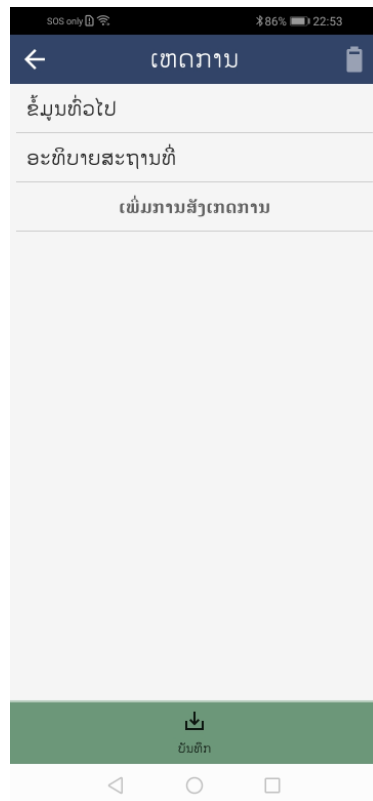 SOS only 86% 22:53
ເຫດການ
ຂໍ້ມູນທົ່ວໄປ
ອະທິບາຍສະຖານທີ່
ເພີ່ມການສັງເກດການ
ບັນທຶກ